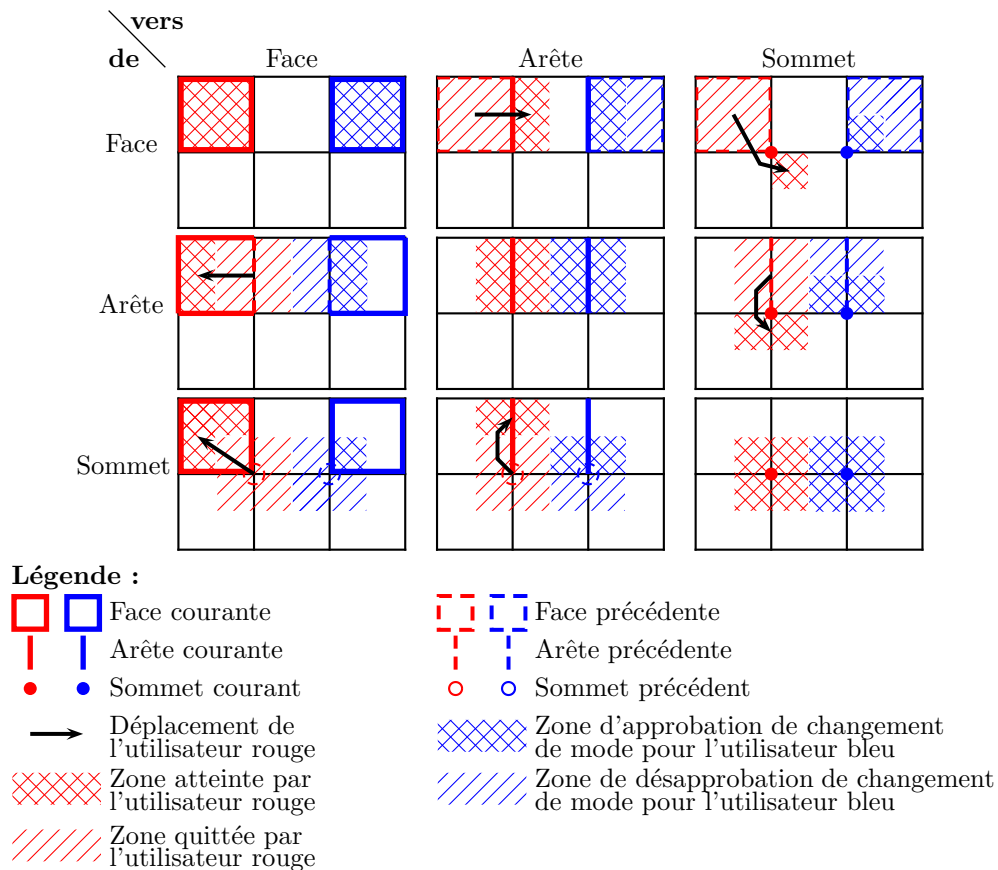 vers
de
Face Arête Sommet
Face
Arête
Sommet
Légende :
Face courante
Arête courante
Sommet courant
Déplacement de
l'utilisateur rouge
Zone atteinte par
l'utilisateur rouge
Zone quittée par
l'utilisateur rouge
Face précédente
Arête précédente
Sommet précédent
Zone d'approbation de changement
de mode pour l'utilisateur bleu
Zone de désapprobation de changement
de mode pour l'utilisateur bleu